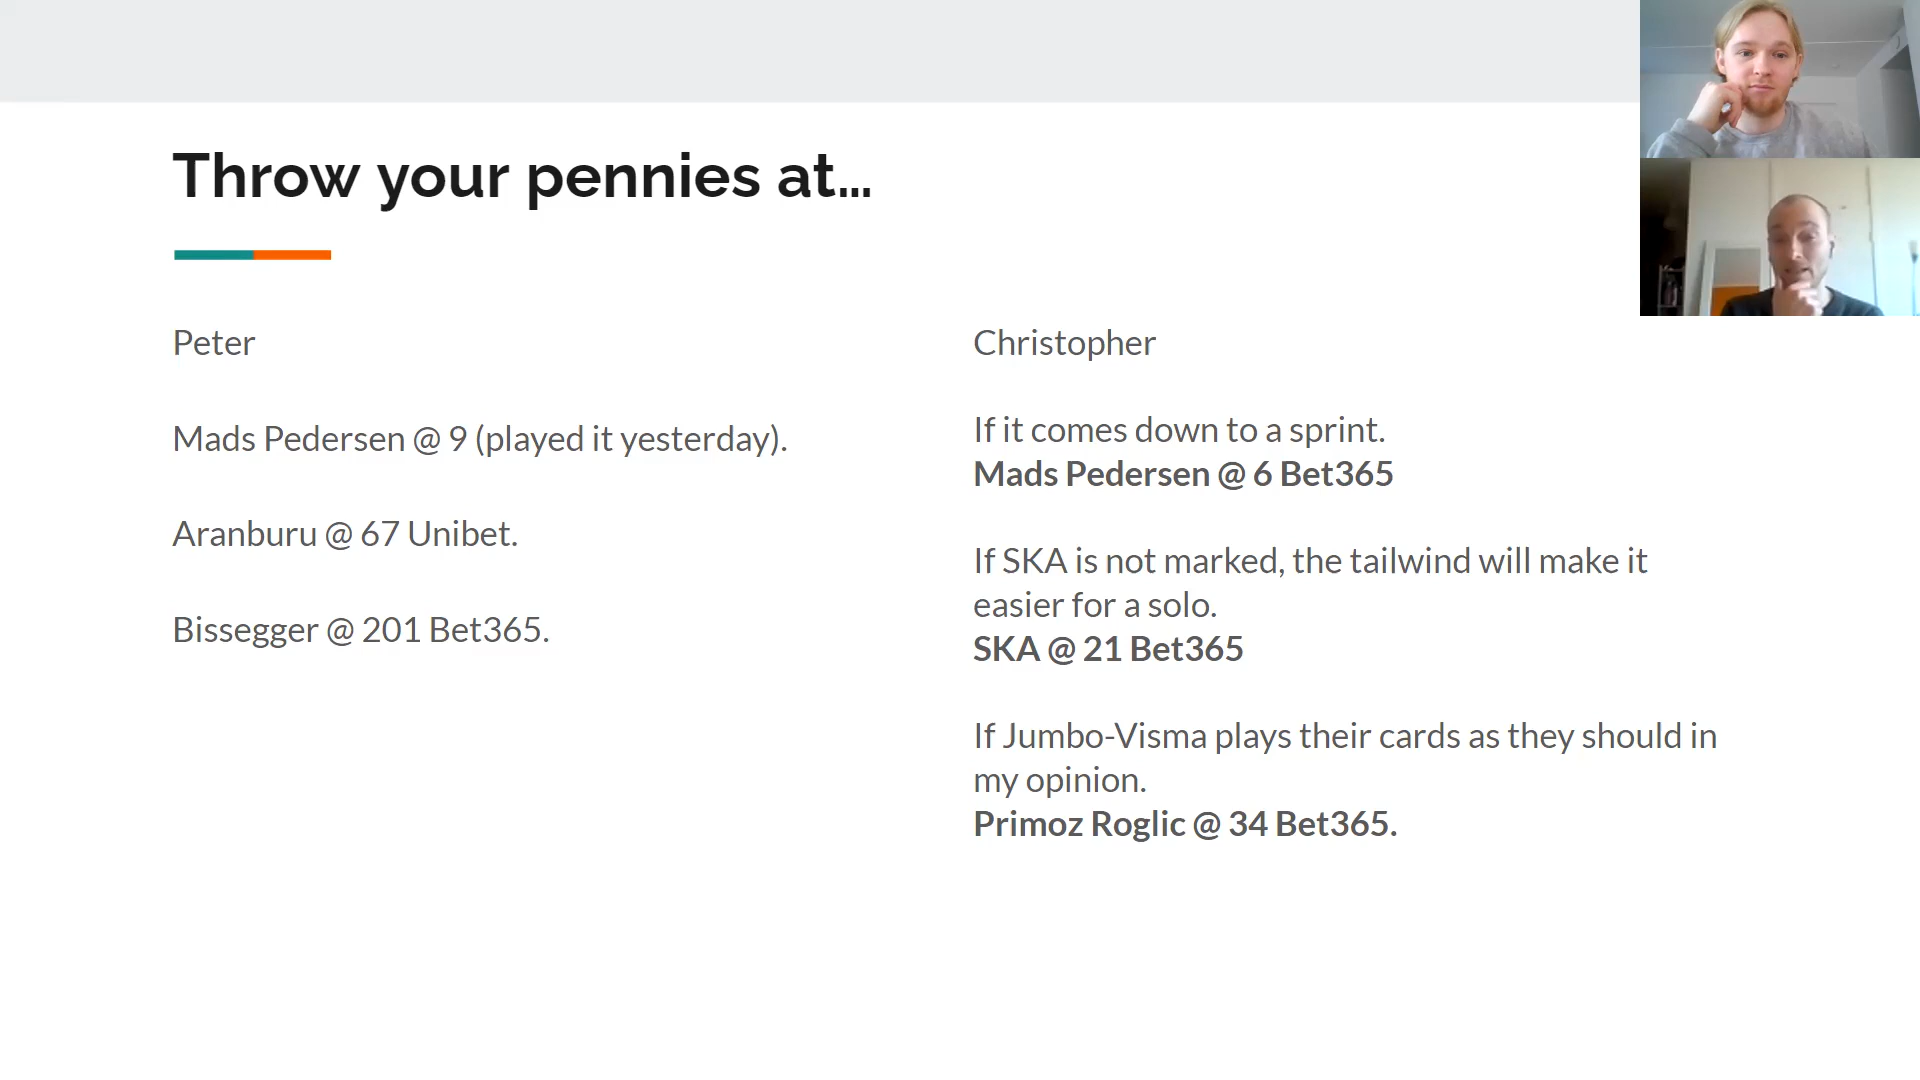 Throw your pennies at…
Peter
Mads Pedersen @ 9 (played it yesterday).
Aranburu @ 67 Unibet.
Bissegger @ 201 Bet365.
Christopher
If it comes down to a sprint.
Mads Pedersen @ 6 Bet365
If SKA is not marked, the tailwind will make it
easier for a solo.
SKA @ 21 Bet365
If Jumbo-Visma plays their cards as they should in
my opinion.
Primoz Roglic @ 34 Bet365.